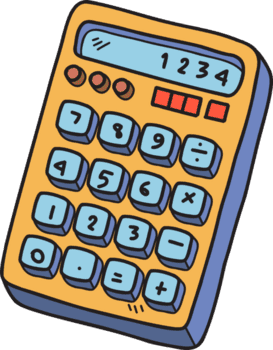 1234
7 8 9 ÷
4 5 6 ×
1 2 3 −
0 . = +